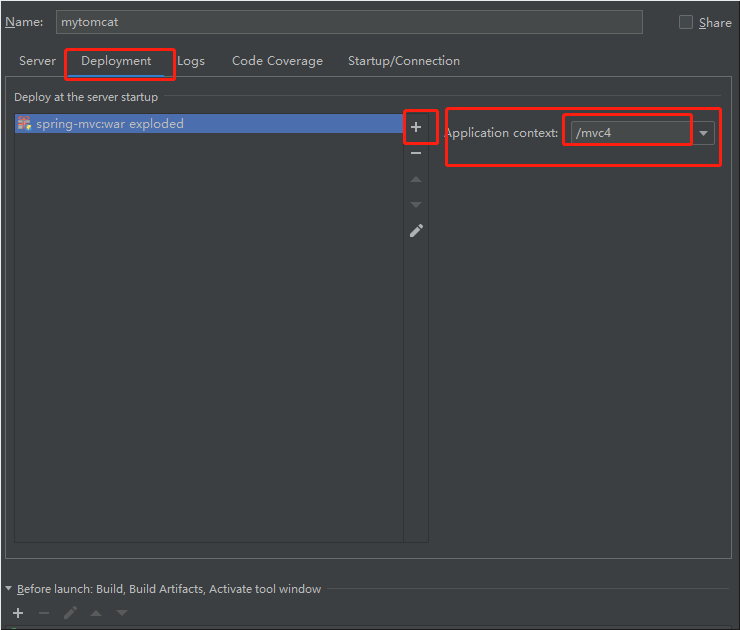 Name: mytomcat Share
Server Deployment Logs Code Coverage Startup/Connection
Deploy at the server startup
spring-mvc:war exploded
Application context: /mvc4
Before launch: Build, Build Artifacts, Activate tool window